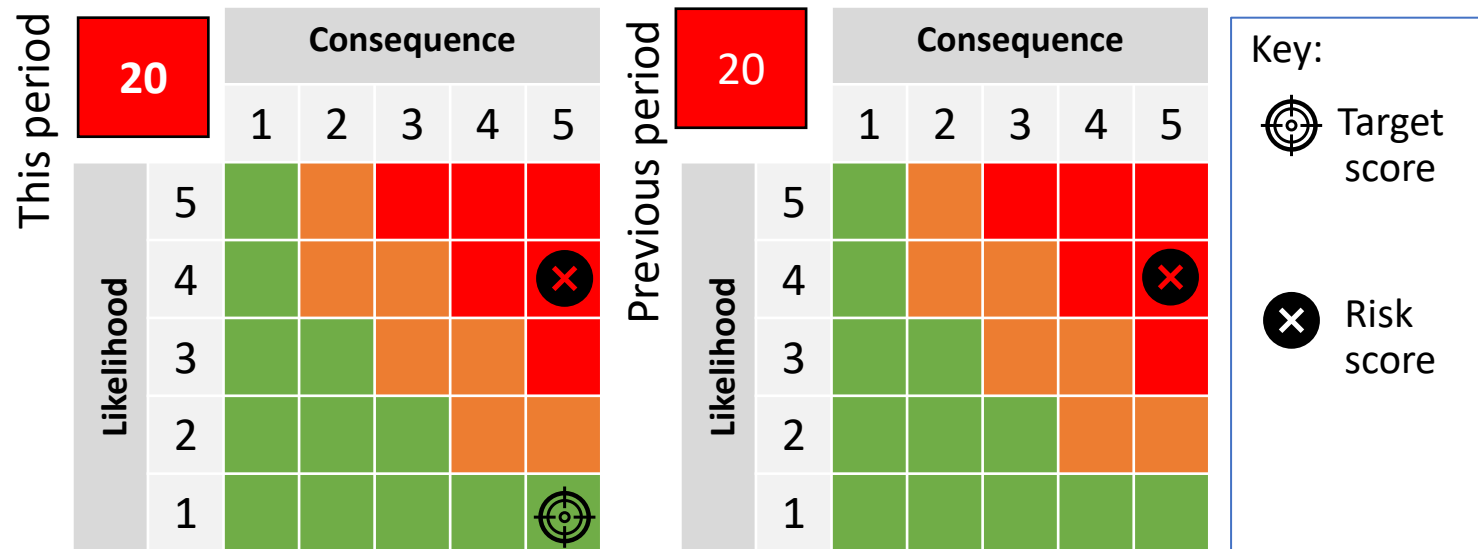 This period
20
Consequence
1 2 3 4 5
Likelihood
5
4
3
2
1
Previous period
20
Consequence
1 2 3 4 5
Likelihood
5
4
3
2
1
Key:
Target
score
Risk
score